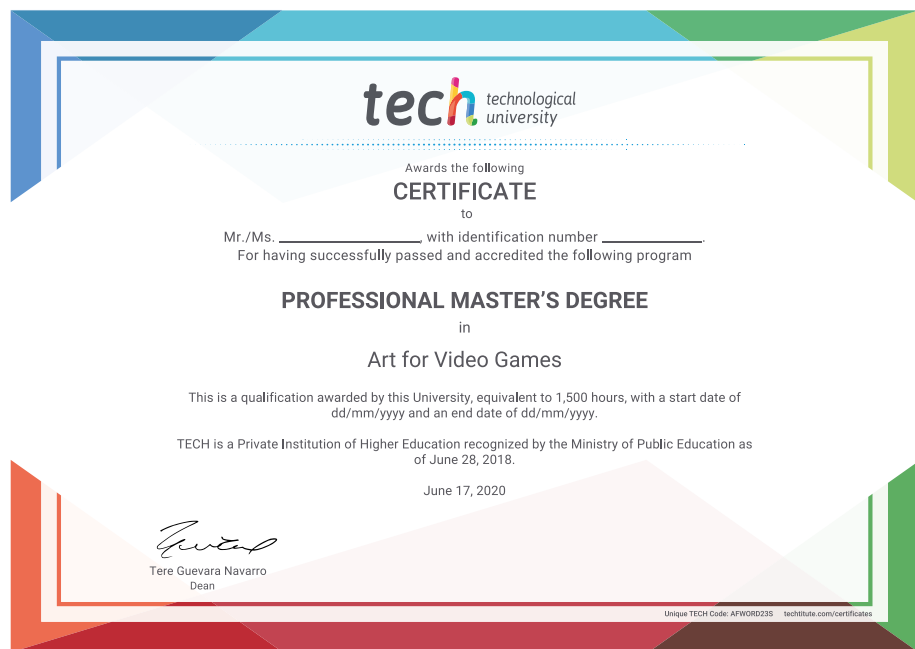 tech technological
university
Awards the following
CERTIFICATE
to
Mr./Ms. ____________________, with identification number ______________.
For having successfully passed and accredited the following program
PROFESSIONAL MASTER'S DEGREE
in
Art for Video Games
This is a qualification awarded by this University, equivalent to 1,500 hours, with a start date of
dd/mm/yyyy and an end date of dd/mm/yyyy.
TECH is a Private Institution of Higher Education recognized by the Ministry of Public Education as
of June 28, 2018.
June 17, 2020
Tere Guevara Navarro
Dean
Unique TECH Code: AFWORD23S techtitute.com/certificates